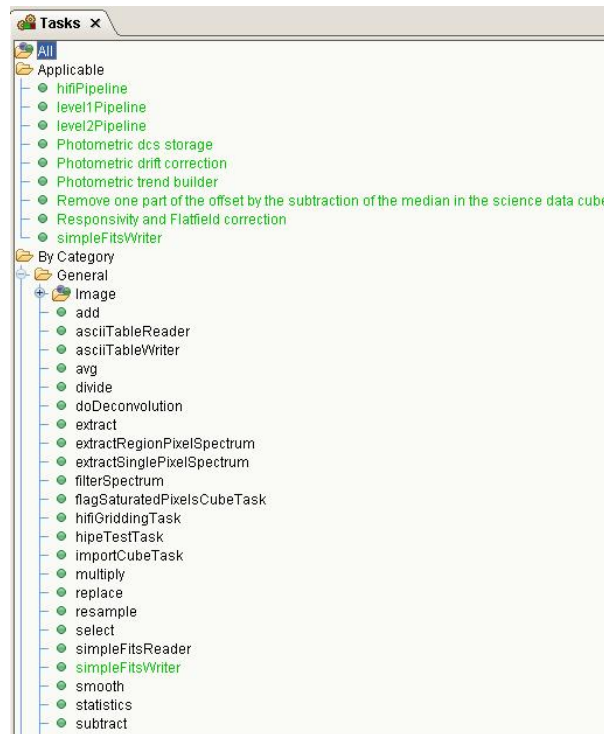 Tasks ×
All
Applicable
hifiPipeline
level1Pipeline
level2Pipeline
Photometric dcs storage
Photometric drift correction
Photometric trend builder
Remove one part of the offset by the subtraction of the median in the science data cube
Responsivity and Flatfield correction
simpleFitsWriter
By Category
General
Image
add
asciiTableReader
asciiTableWriter
avg
divide
doDeconvolution
extract
extractRegionPixelSpectrum
extractSinglePixelSpectrum
filterSpectrum
flagSaturatedPixelsCubeTask
hifiGriddingTask
hipeTestTask
importCubeTask
multiply
replace
resample
select
simpleFitsReader
simpleFitsWriter
smooth
statistics
subtract